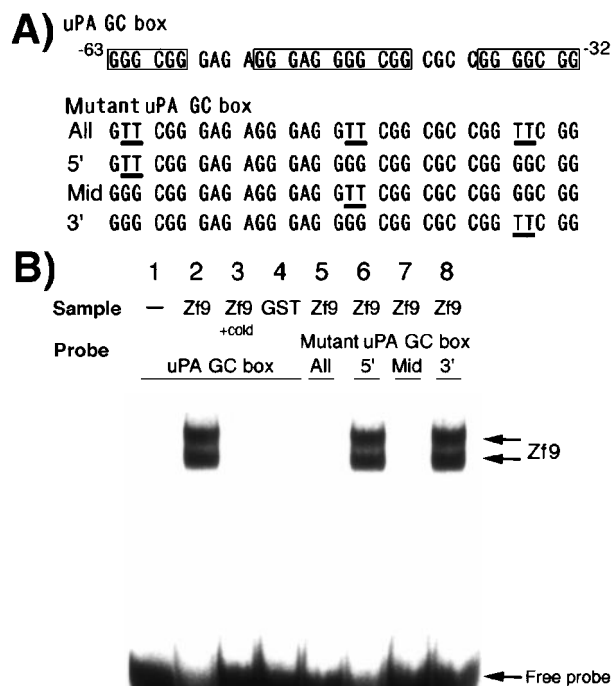 A)
uPA GC box
-63 GGG CGG GAG A GG GAG GGG CGG CGC C GG GGC GG -32
Mutant uPA GC box
All GTT CGG GAG AGG GAG GTT CGG CGC CGG TTC GG
5' GTT CGG GAG AGG GAG GGG CGG CGC CGG GGC GG
Mid GGG CGG GAG AGG GAG GTT CGG CGC CGG GGC GG
3' GGG CGG GAG AGG GAG GGG CGG CGC CGG TTC GG
B)
1 2 3 4 5 6 7 8
Sample — Zf9 Zf9 GST Zf9 Zf9 Zf9 Zf9
+cold
Probe Mutant uPA GC box
uPA GC box All 5' Mid 3'
Zf9
Free probe